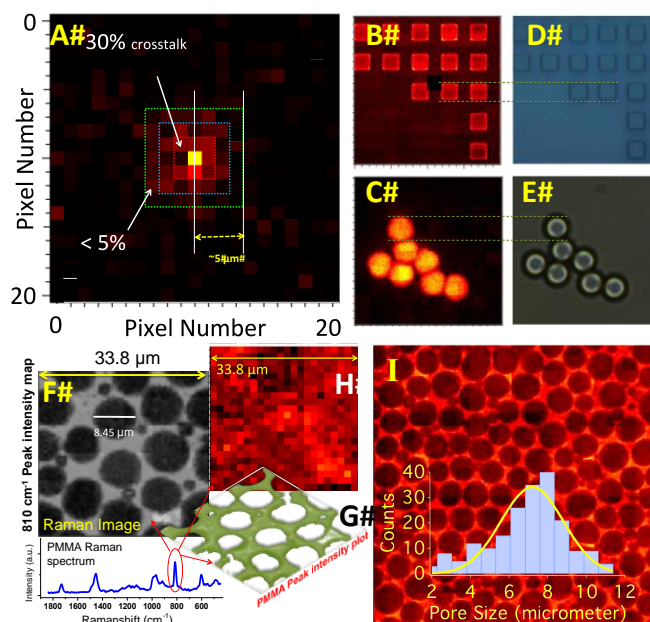 0
A#
30% crosstalk
Pixel Number
< 5%
~5#µm#
20
0
20
Pixel Number
B#
D#
C#
E#
33.8 µm
F#
8.45 µm
810 cm⁻¹ Peak intensity map
Raman Image
33.8 µm
H#
G#
PMMA Peak intensity plot
PMMA Raman
spectrum
Intensity (a.u.)
1800 1600 1400 1200 1000 800 600
Ramanshift (cm⁻¹)
I
40
30
20
10
0
Counts
2 4 6 8 10 12
Pore Size (micrometer)